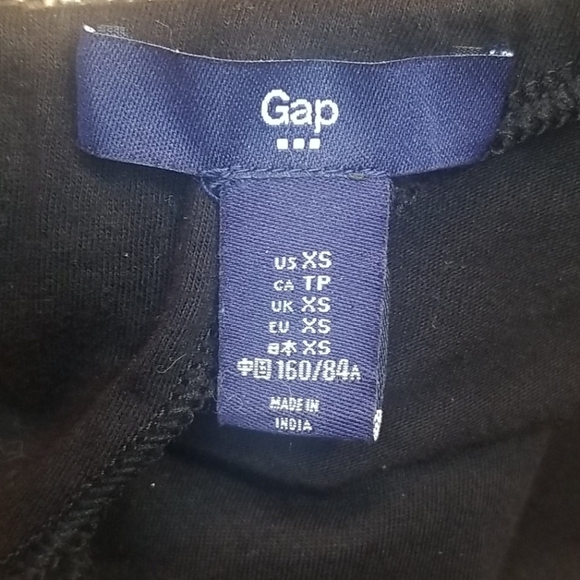 Gap
US XS
CA TP
UK XS
EU XS
日本 XS
中国 160/84A
MADE IN
INDIA